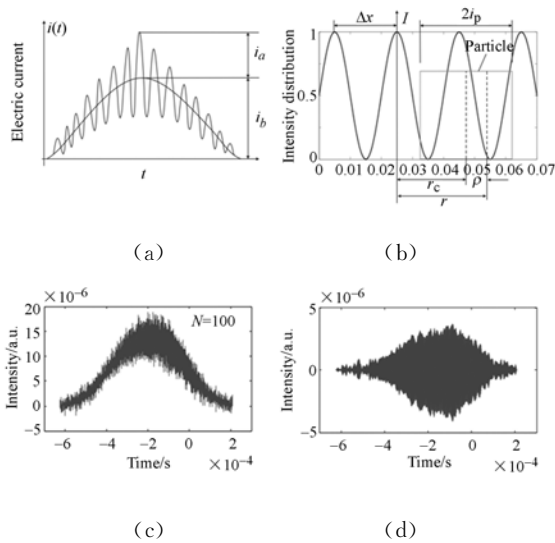 i(t)
Electric current
i_a
i_b
t
I
Δx
2i_p
Particle
Intensity distribution
1
0.5
0
0 0.01 0.02 0.03 0.04 0.05 0.06 0.07
r_c
ρ
r
(a)
(b)
×10⁻⁶
20
15
10
5
0
−5
N=100
Intensity/a.u.
−6 −4 −2 0 2
Time/s
×10⁻⁴
×10⁻⁶
5
0
−5
Intensity/a.u.
−6 −4 −2 0 2
Time/s
×10⁻⁴
(c)
(d)